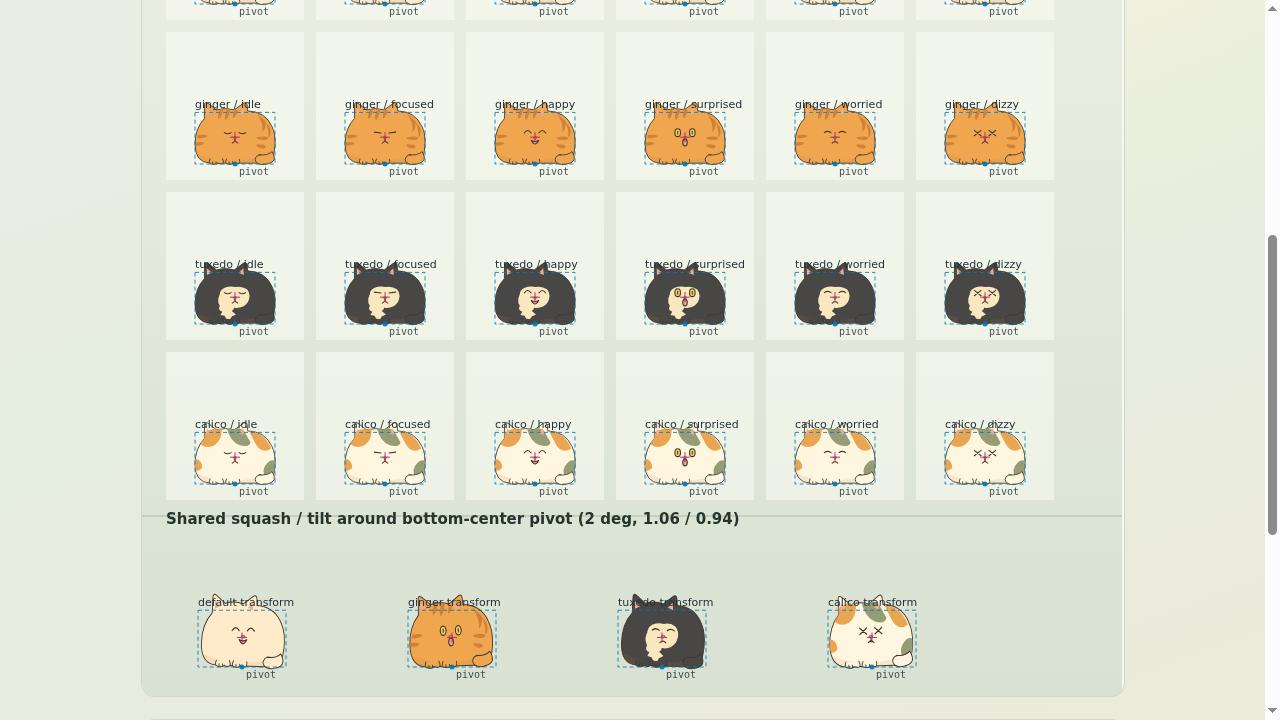 pivot pivot pivot pivot pivot pivot
ginger / idle ginger / focused ginger / happy ginger / surprised ginger / worried ginger / dizzy
pivot pivot pivot pivot pivot pivot
tuxedo / idle tuxedo / focused tuxedo / happy tuxedo / surprised tuxedo / worried tuxedo / dizzy
pivot pivot pivot pivot pivot pivot
calico / idle calico / focused calico / happy calico / surprised calico / worried calico / dizzy
pivot pivot pivot pivot pivot pivot
Shared squash / tilt around bottom-center pivot (2 deg, 1.06 / 0.94)
default transform ginger transform tuxedo transform calico transform
pivot pivot pivot pivot